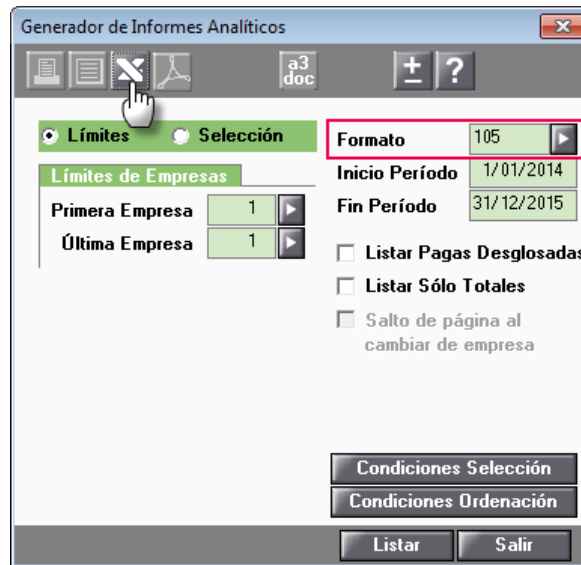 Generador de Informes Analíticos
a3
doc
± ?
Límites Selección
Límites de Empresas
Primera Empresa 1
Última Empresa 1
Formato 105
Inicio Período 1/01/2014
Fin Período 31/12/2015
Listar Pagas Desglosadas
Listar Sólo Totales
Salto de página al
cambiar de empresa
Condiciones Selección
Condiciones Ordenación
Listar Salir